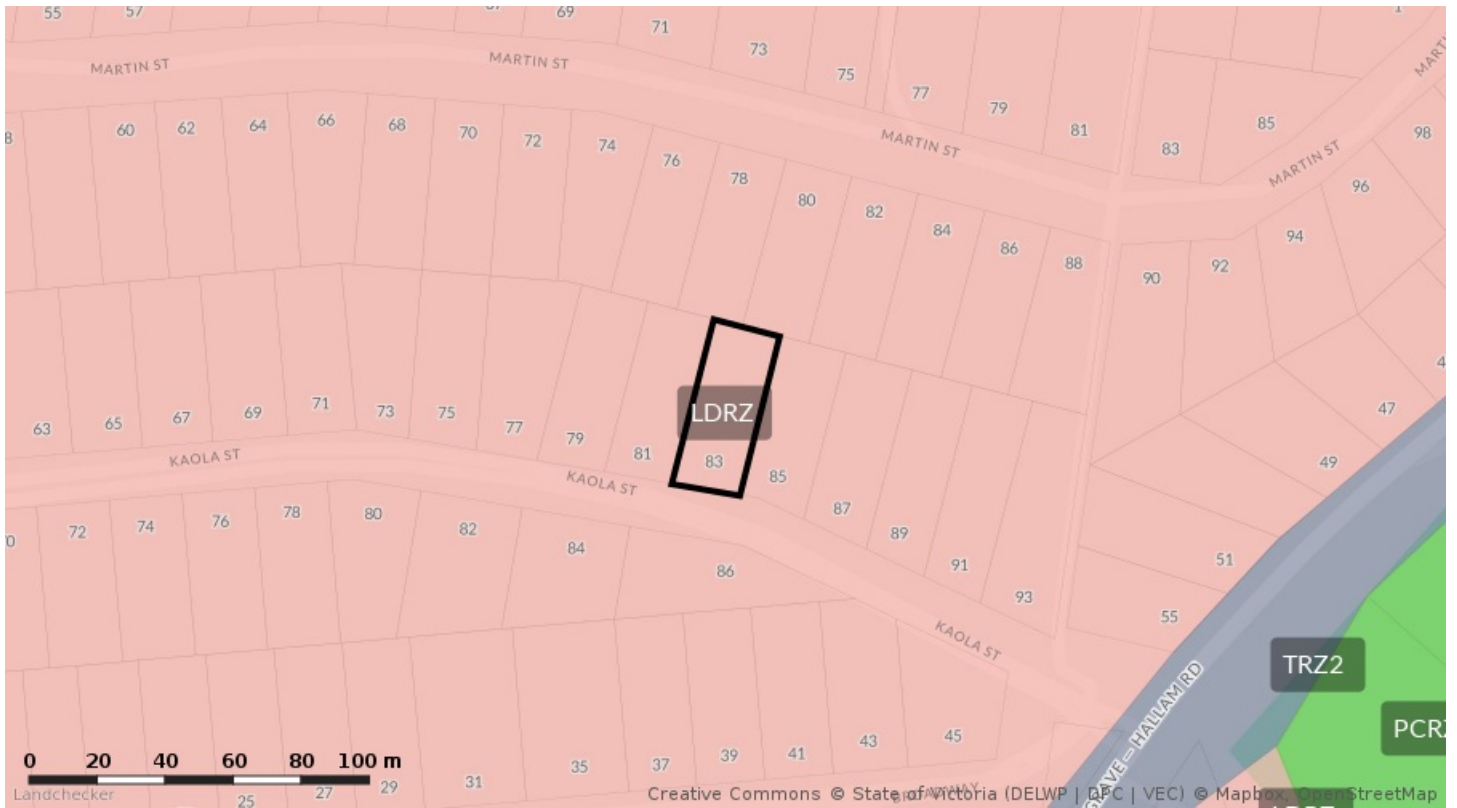 55 57 69 71 73 75 77 79 81 83 85 98
MARTIN ST
MARTIN ST
MARTIN ST
MARTIN ST
60 62 64 66 68 70 72 74 76 78 80 82 84 86 88 90 92 94 96
63 65 67 69 71 73 75 77 79 81 83 85 87 89 91 93
LDRZ
47
49
51
55
KAOLA ST
KAOLA ST
KAOLA ST
72 74 76 78 80 82 84 86
TRZ2
HALLAM RD
25 27 29 31 35 37 39 41 43 45
0 20 40 60 80 100 m
Landchecker
Creative Commons © State of Victoria (DELWP | DPC | VEC) © Mapbox, OpenStreetMap